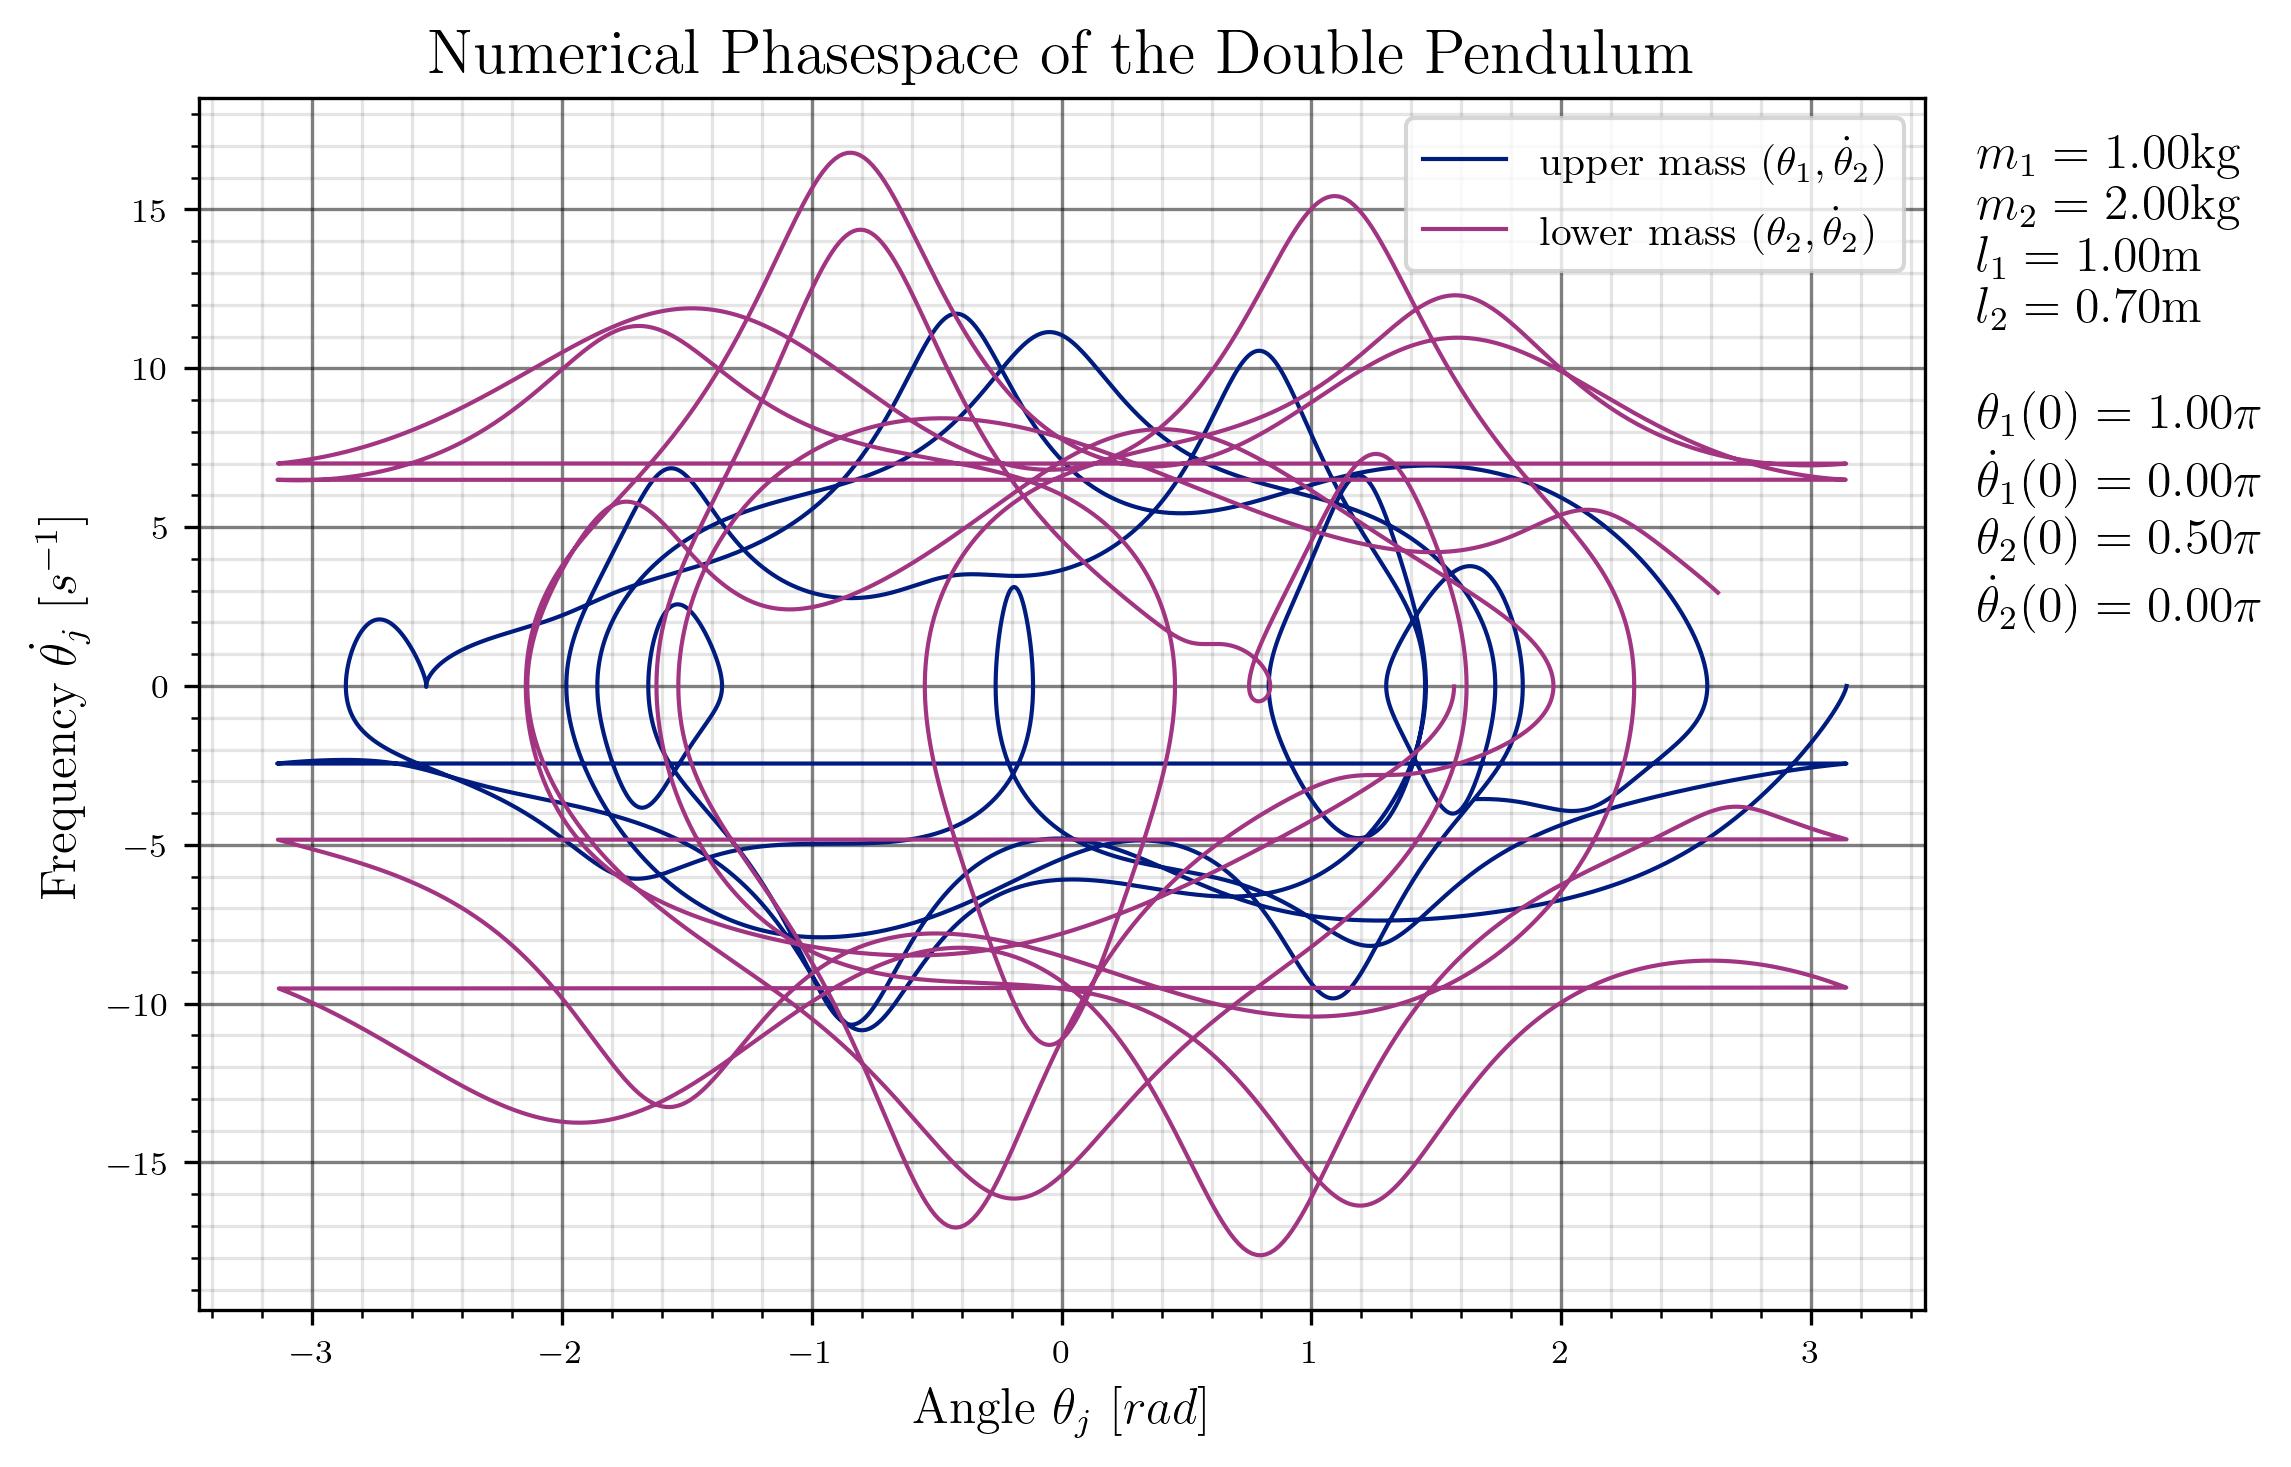 Numerical Phasespace of the Double Pendulum
upper mass (θ₁, θ̇₂)
lower mass (θ₂, θ̇₂)
m₁ = 1.00kg
m₂ = 2.00kg
l₁ = 1.00m
l₂ = 0.70m
θ₁(0) = 1.00π
θ̇₁(0) = 0.00π
θ₂(0) = 0.50π
θ̇₂(0) = 0.00π
Frequency θ̇ⱼ [s⁻¹]
15
10
5
0
−5
−10
−15
−3 −2 −1 0 1 2 3
Angle θⱼ [rad]